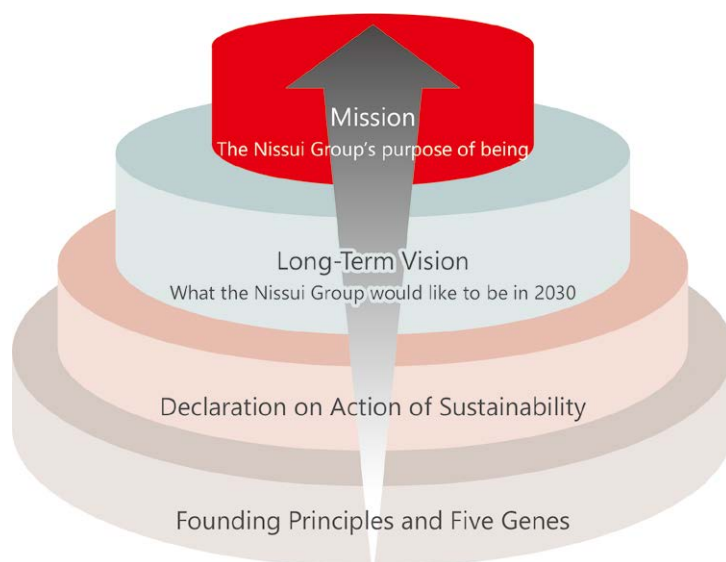 Mission
The Nissui Group's purpose of being
Long-Term Vision
What the Nissui Group would like to be in 2030
Declaration on Action of Sustainability
Founding Principles and Five Genes